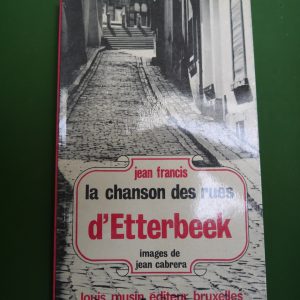 jean francis
la chanson des rues
d'Etterbeek
images de
jean cabrera
louis musin éditeur bruxelles